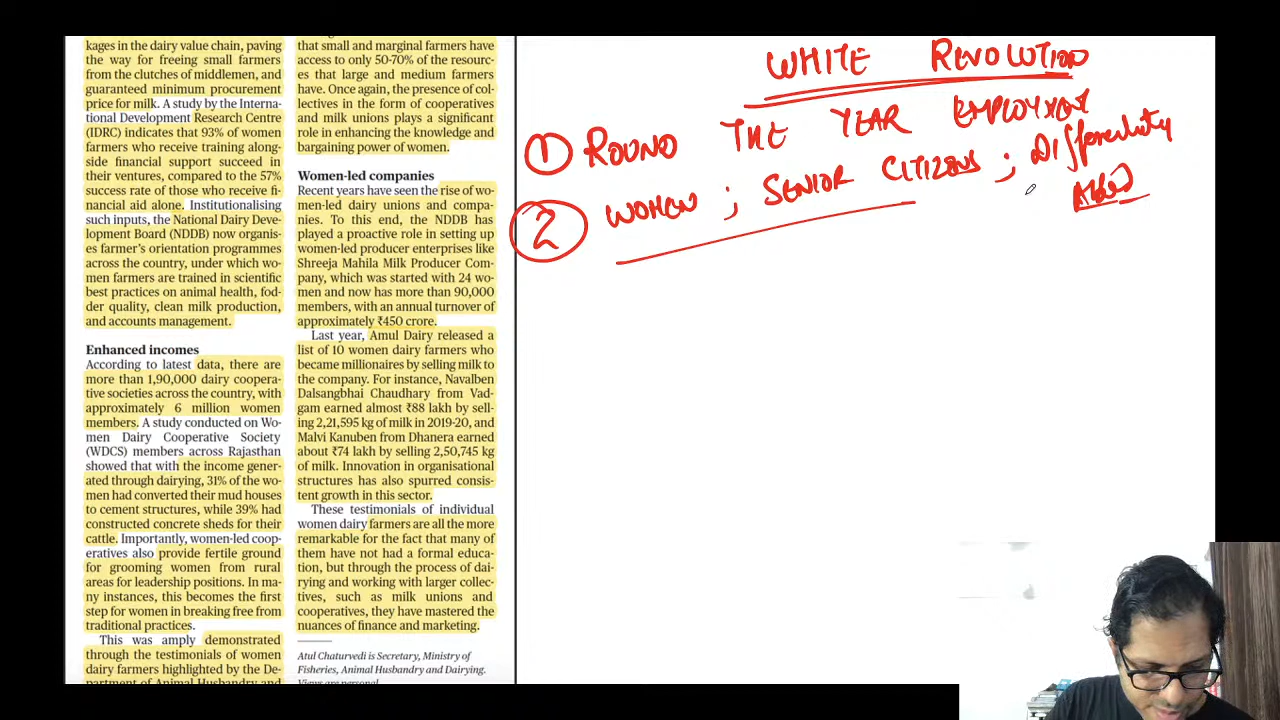 kages in the dairy value chain, paving
the way for freeing small farmers
from the clutches of middlemen, and
guaranteed minimum procurement
price for milk. A study by the Interna-
tional Development Research Centre
(IDRC) indicates that 93% of women
farmers who receive training along-
side financial support succeed in
their ventures, compared to the 57%
success rate of those who receive fi-
nancial aid alone. Institutionalising
such inputs, the National Dairy Deve-
lopment Board (NDDB) now organis-
es farmer's orientation programmes
across the country, under which wo-
men farmers are trained in scientific
best practices on animal health, fod-
der quality, clean milk production,
and accounts management.
Enhanced incomes
According to latest data, there are
more than 1,90,000 dairy coopera-
tive societies across the country, with
approximately 6 million women
members. A study conducted on Wo-
men Dairy Cooperative Society
(WDCS) members across Rajasthan
showed that with the income gener-
ated through dairying, 31% of the wo-
men had converted their mud houses
to cement structures, while 39% had
constructed concrete sheds for their
cattle. Importantly, women-led coop-
eratives also provide fertile ground
for grooming women from rural
areas for leadership positions. In ma-
ny instances, this becomes the first
step for women in breaking free from
traditional practices.
This was amply demonstrated
through the testimonials of women
dairy farmers highlighted by the De-
partment of Animal Husbandry and
that small and marginal farmers have
access to only 50-70% of the resourc-
es that large and medium farmers
have. Once again, the presence of col-
lectives in the form of cooperatives
and milk unions plays a significant
role in enhancing the knowledge and
bargaining power of women.
Women-led companies
Recent years have seen the rise of wo-
men-led dairy unions and compa-
nies. To this end, the NDDB has
played a proactive role in setting up
women-led producer enterprises like
Shreeja Mahila Milk Producer Com-
pany, which was started with 24 wo-
men and now has more than 90,000
members, with an annual turnover of
approximately ₹450 crore.
Last year, Amul Dairy released a
list of 10 women dairy farmers who
became millionaires by selling milk to
the company. For instance, Navalben
Dalsangbhai Chaudhary from Vad-
gam earned almost ₹88 lakh by sell-
ing 2,21,595 kg of milk in 2019-20, and
Malvi Kanuben from Dhanera earned
about ₹74 lakh by selling 2,50,745 kg
of milk. Innovation in organisational
structures has also spurred consis-
tent growth in this sector.
These testimonials of individual
women dairy farmers are all the more
remarkable for the fact that many of
them have not had a formal educa-
tion, but through the process of dai-
rying and working with larger collec-
tives, such as milk unions and
cooperatives, they have mastered the
nuances of finance and marketing.
Atul Chaturvedi is Secretary, Ministry of
Fisheries, Animal Husbandry and Dairying.
Views are personal
WHITE REVOLUTION
1 ROUND THE YEAR EMPLOYMENT
2 WOMEN ; SENIOR CITIZENS ; Differently
Abled